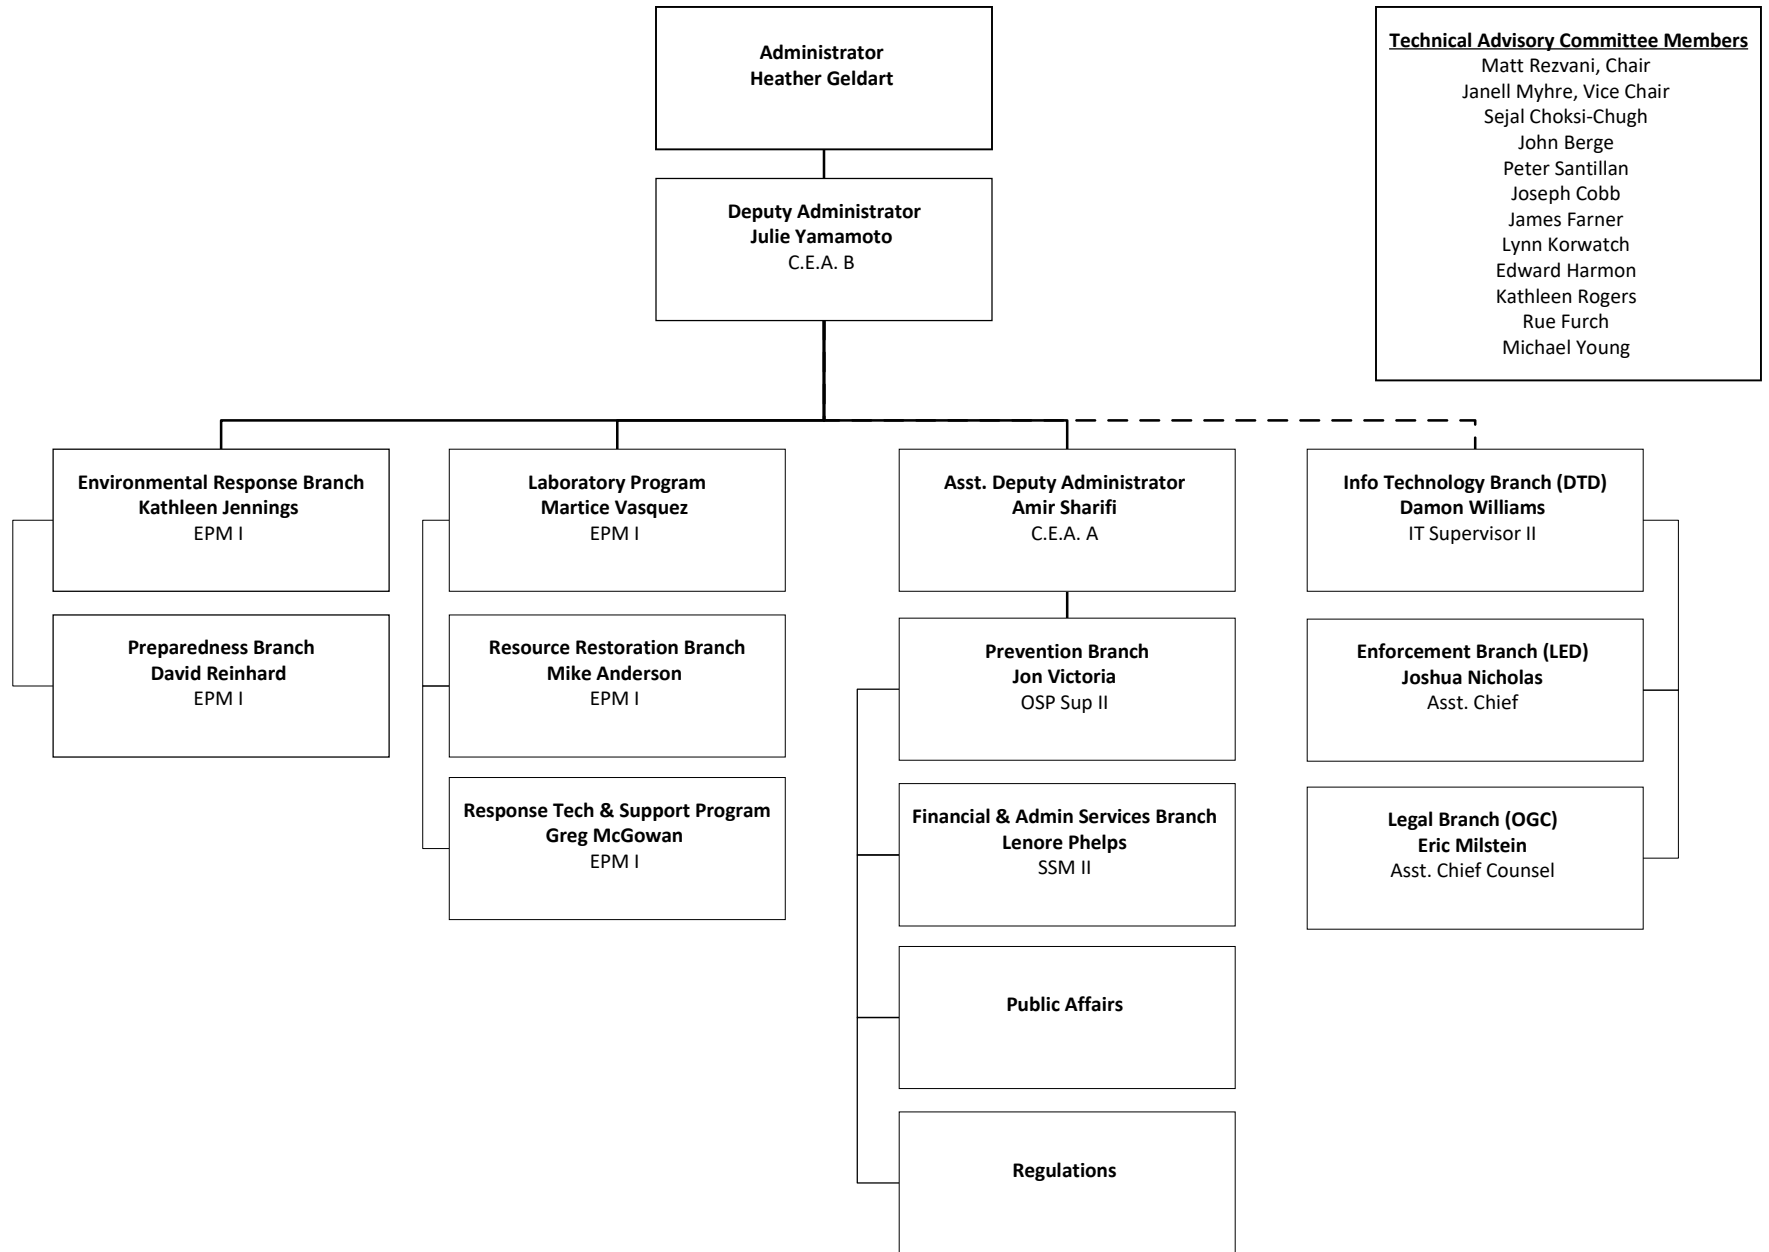 Administrator
Heather Geldart
Technical Advisory Committee Members
Matt Rezvani, Chair
Janell Myhre, Vice Chair
Sejal Choksi-Chugh
John Berge
Peter Santillan
Joseph Cobb
James Farner
Lynn Korwatch
Edward Harmon
Kathleen Rogers
Rue Furch
Michael Young
Deputy Administrator
Julie Yamamoto
C.E.A. B
Environmental Response Branch
Kathleen Jennings
EPM I
Preparedness Branch
David Reinhard
EPM I
Laboratory Program
Martice Vasquez
EPM I
Resource Restoration Branch
Mike Anderson
EPM I
Response Tech & Support Program
Greg McGowan
EPM I
Asst. Deputy Administrator
Amir Sharifi
C.E.A. A
Prevention Branch
Jon Victoria
OSP Sup II
Financial & Admin Services Branch
Lenore Phelps
SSM II
Public Affairs
Regulations
Info Technology Branch (DTD)
Damon Williams
IT Supervisor II
Enforcement Branch (LED)
Joshua Nicholas
Asst. Chief
Legal Branch (OGC)
Eric Milstein
Asst. Chief Counsel